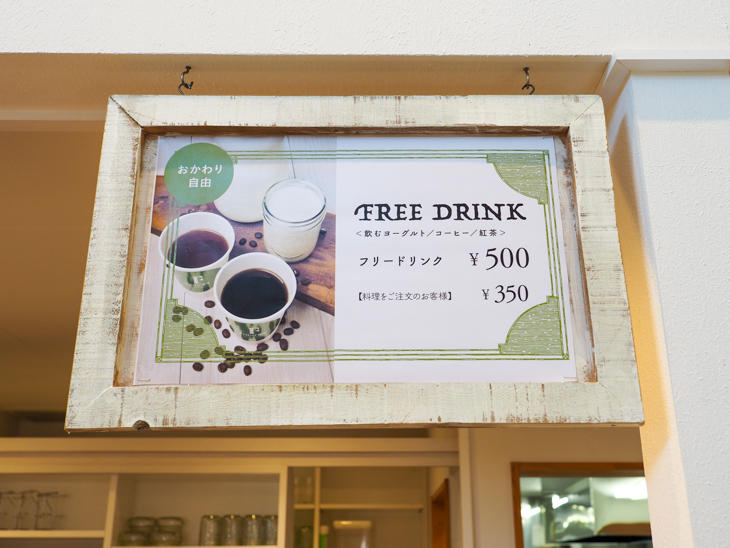 おかわり
自由
FREE DRINK
＜飲むヨーグルト／コーヒー／紅茶＞
フリードリンク ￥500
【料理をご注文のお客様】 ￥350